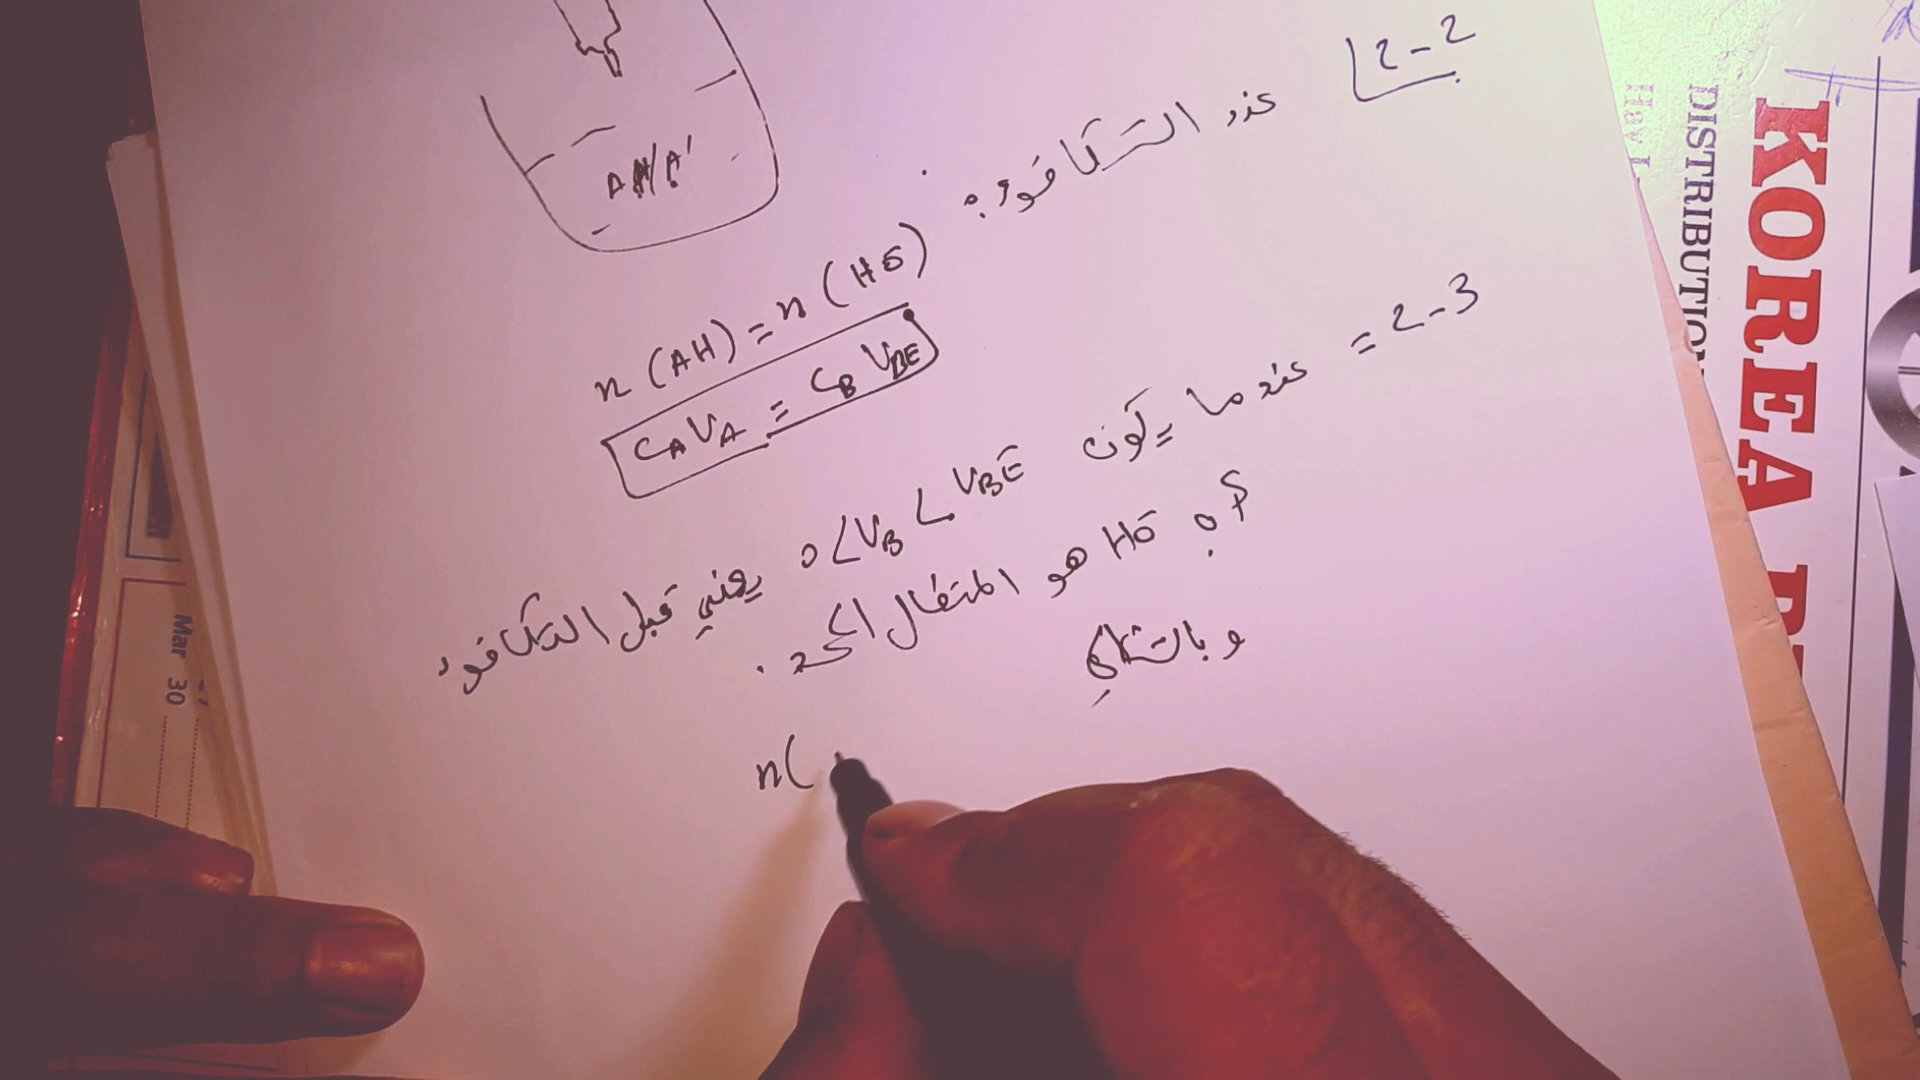 AH/A⁻
2-2
عند التكافؤ :
n(AH) = n(HO⁻)
CAVA = CB VBE
2-3 = عندما يكون 0 < VB < VBE يعني قبل التكافؤ
HO⁻ هو المتفاعل المحد .
وبالتالي
n(
KOREA
DISTRIBUTION
Mar 30